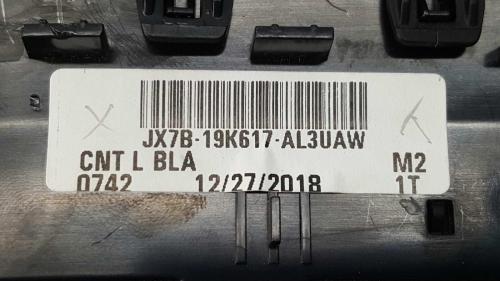 JX7B-19K617-AL3UAW
CNT L BLA M2
0742 12/27/2018 1T